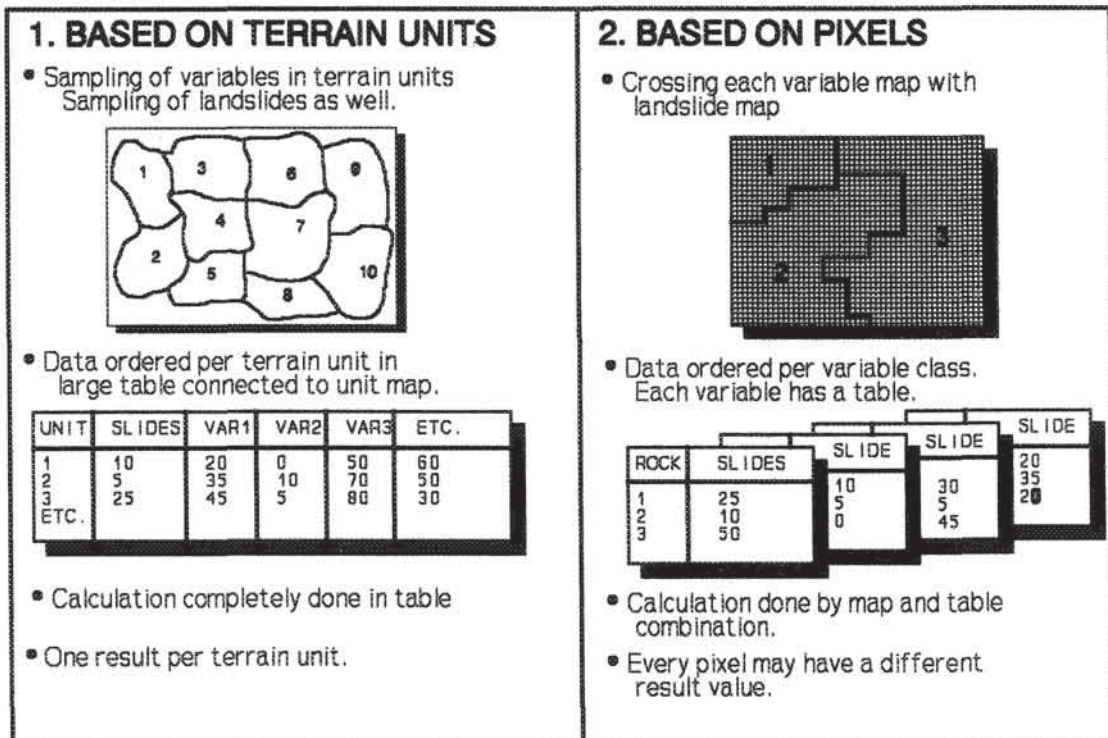 1. BASED ON TERRAIN UNITS
• Sampling of variables in terrain units
Sampling of landslides as well.
1 3 6 9
4 7
2 5 10
8
• Data ordered per terrain unit in
large table connected to unit map.
UNIT SLIDES VAR1 VAR2 VAR3 ETC.
1 10 20 0 50 60
2 5 35 10 70 50
3 25 45 5 80 30
ETC.
• Calculation completely done in table
• One result per terrain unit.
2. BASED ON PIXELS
• Crossing each variable map with
landslide map
1
3
2
• Data ordered per variable class.
Each variable has a table.
ROCK SLIDES SLIDE SLIDE SLIDE
1 25 10 30 20
2 10 5 5 35
3 50 0 45 20
• Calculation done by map and table
combination.
• Every pixel may have a different
result value.